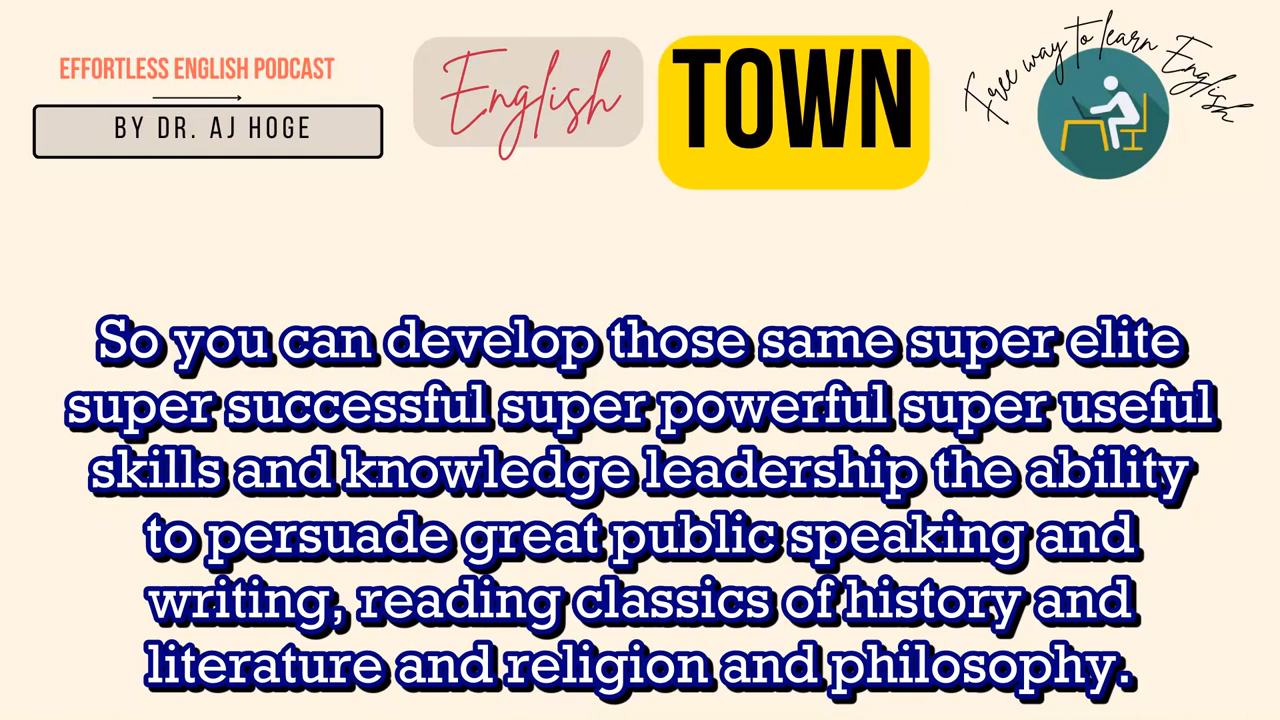 EFFORTLESS ENGLISH PODCAST
BY DR. AJ HOGE
English
TOWN
Free way to learn English
So you can develop those same super elite
super successful super powerful super useful
skills and knowledge leadership the ability
to persuade great public speaking and
writing, reading classics of history and
literature and religion and philosophy.